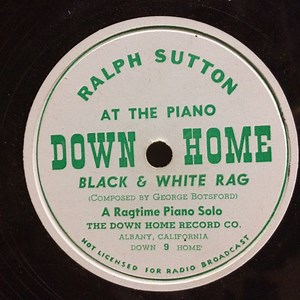 RALPH SUTTON
AT THE PIANO
DOWN HOME
BLACK & WHITE RAG
(COMPOSED BY GEORGE BOTSFORD)
A Ragtime Piano Solo
THE DOWN HOME RECORD CO.
ALBANY, CALIFORNIA
DOWN 9 HOME
NOT LICENSED FOR RADIO BROADCAST